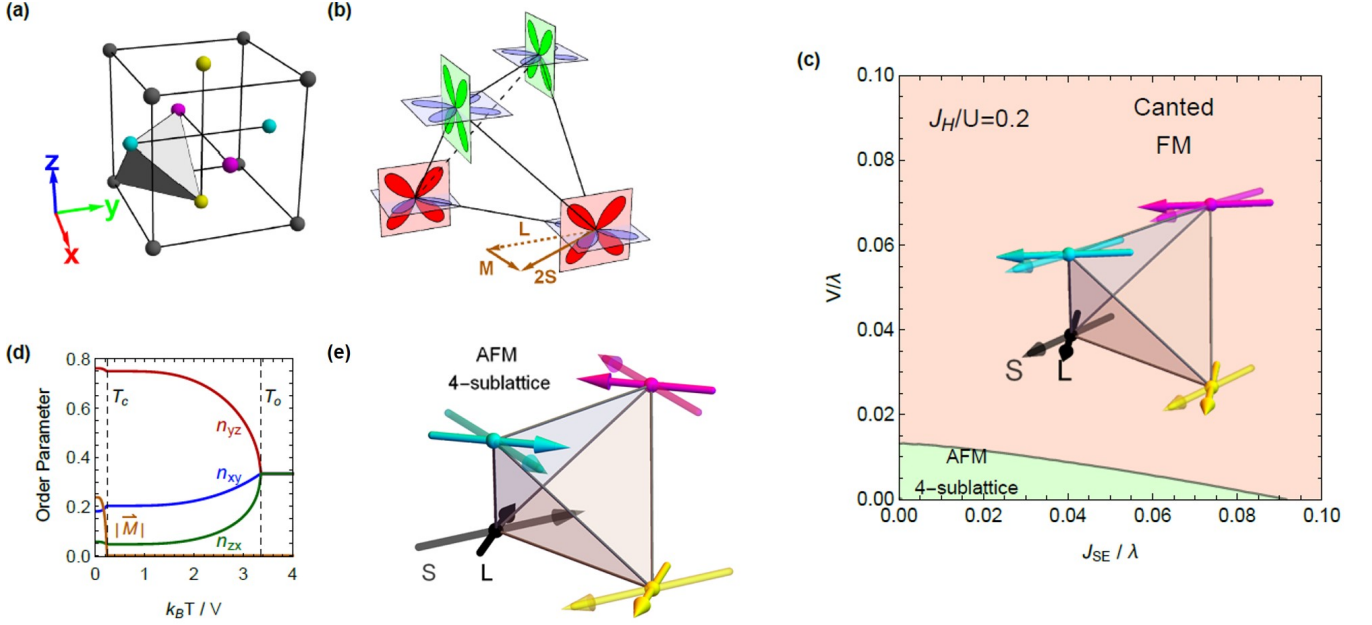 (a)
z
y
x
(b)
L
M
2S
(c)
0.10
0.08
0.06
0.04
0.02
0.00
V/λ
J_H/U=0.2
Canted
FM
S
L
AFM
4−sublattice
0.00
0.02
0.04
0.06
0.08
0.10
J_SE / λ
(d)
0.8
0.6
0.4
0.2
0.0
Order Parameter
T_c
T_o
n_yz
n_xy
|M⃗|
n_zx
0
1
2
3
4
k_BT / V
(e)
AFM
4−sublattice
S
L